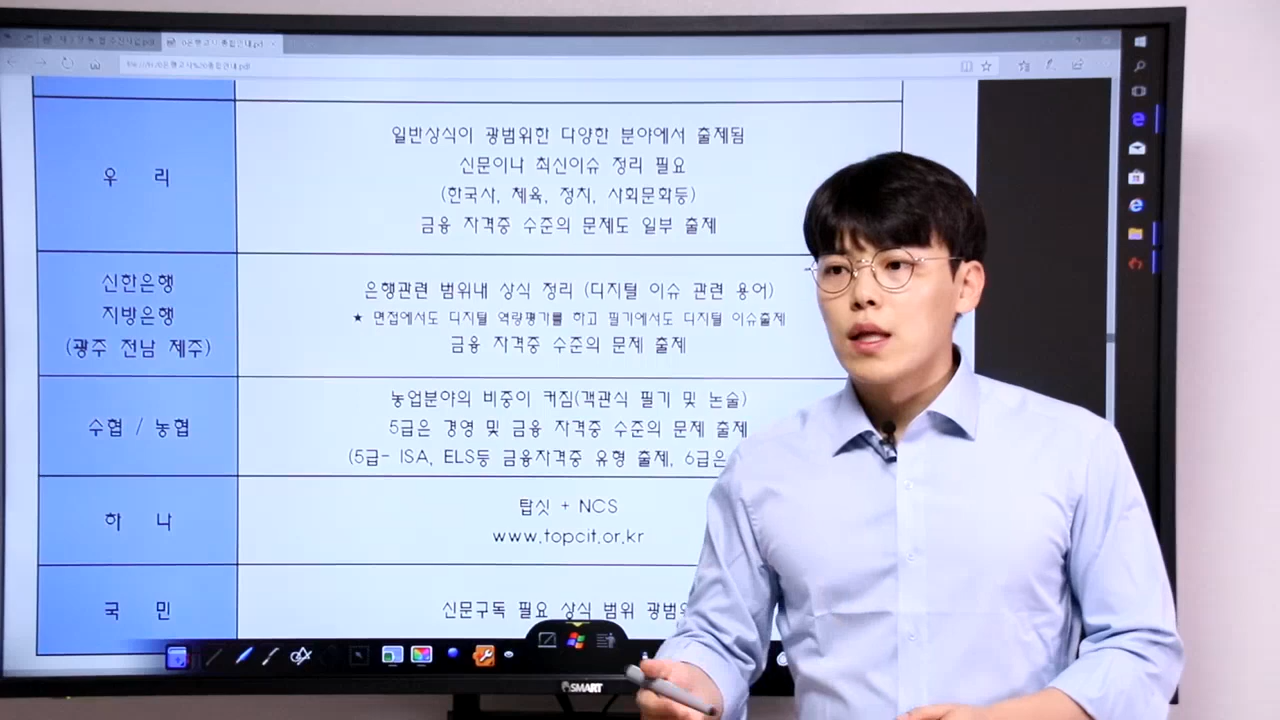 우 리
일반상식이 광범위한 다양한 분야에서 출제됨
신문이나 최신이슈 정리 필요
(한국사, 체육, 정치, 사회문화등)
금융 자격증 수준의 문제도 일부 출제
신한은행
지방은행
(광주 전남 제주)
은행관련 범위내 상식 정리 (디지털 이슈 관련 용어)
★ 면접에서도 디지털 역량평가를 하고 필기에서도 디지털 이슈출제
금융 자격증 수준의 문제 출제
수협 / 농협
농업분야의 비중이 커짐(객관식 필기 및 논술)
5급은 경영 및 금융 자격증 수준의 문제 출제
(5급- ISA, ELS등 금융자격증 유형 출제, 6급은
하 나
탑싯 + NCS
www.topcit.or.kr
국 민
신문구독 필요 상식 범위 광범
SMART